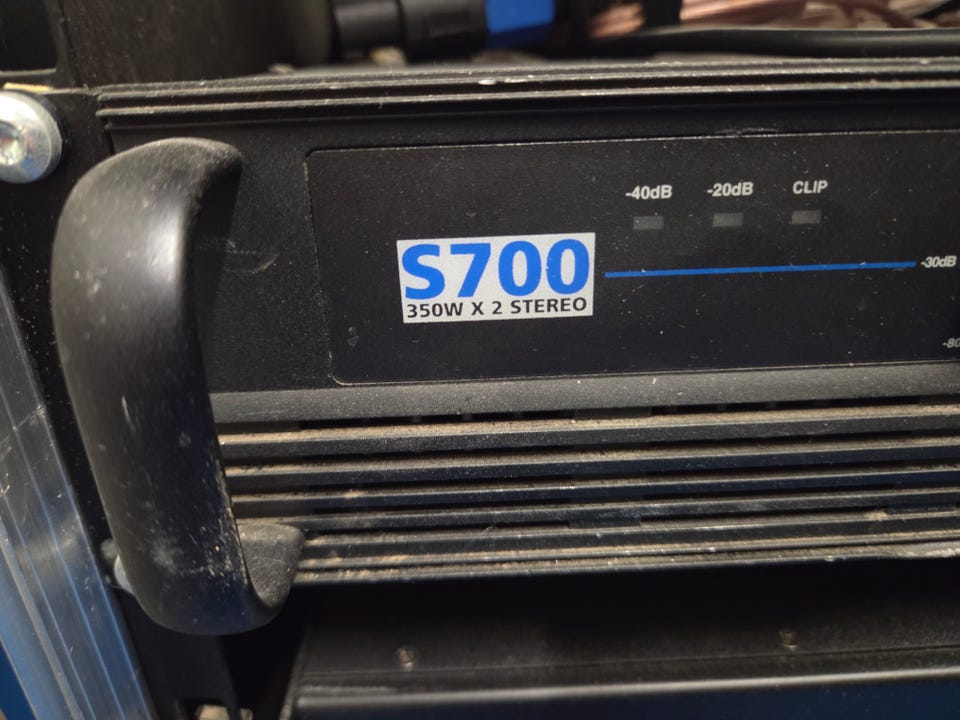 -40dB -20dB CLIP
S700
350W X 2 STEREO
-30dB